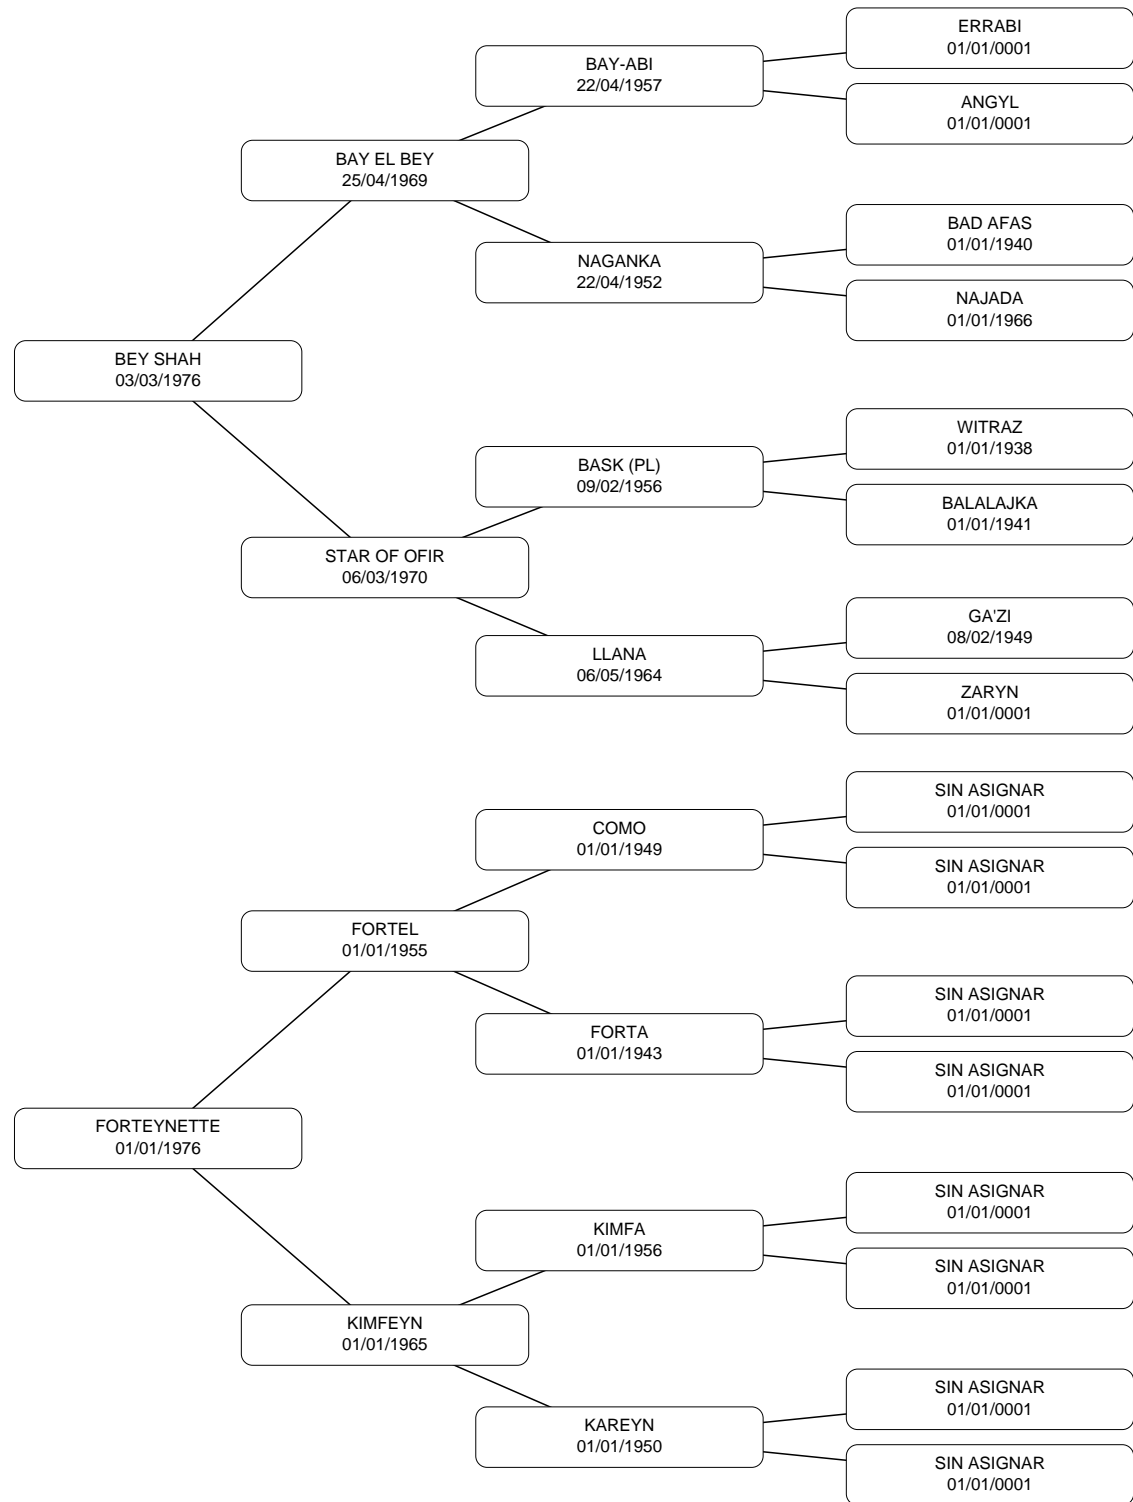 ERRABI
01/01/0001
BAY-ABI
22/04/1957
ANGYL
01/01/0001
BAY EL BEY
25/04/1969
BAD AFAS
01/01/1940
NAGANKA
22/04/1952
NAJADA
01/01/1966
BEY SHAH
03/03/1976
WITRAZ
01/01/1938
BASK (PL)
09/02/1956
BALALAJKA
01/01/1941
STAR OF OFIR
06/03/1970
GA'ZI
08/02/1949
LLANA
06/05/1964
ZARYN
01/01/0001
SIN ASIGNAR
01/01/0001
COMO
01/01/1949
SIN ASIGNAR
01/01/0001
FORTEL
01/01/1955
SIN ASIGNAR
01/01/0001
FORTA
01/01/1943
SIN ASIGNAR
01/01/0001
FORTEYNETTE
01/01/1976
SIN ASIGNAR
01/01/0001
KIMFA
01/01/1956
SIN ASIGNAR
01/01/0001
KIMFEYN
01/01/1965
SIN ASIGNAR
01/01/0001
KAREYN
01/01/1950
SIN ASIGNAR
01/01/0001